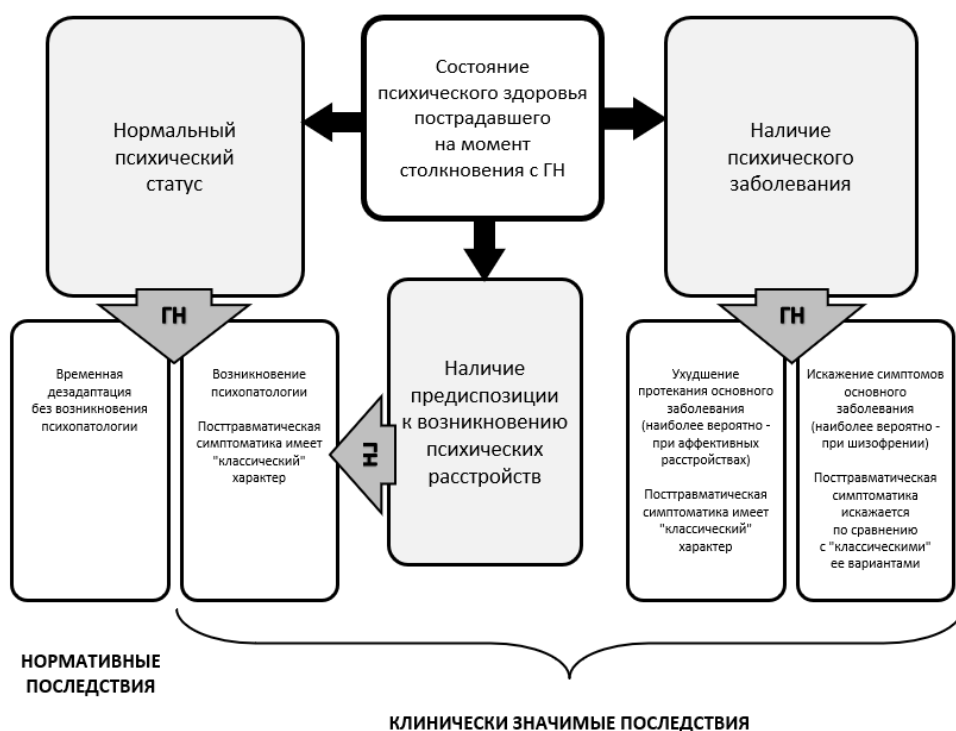 Состояние
психического здоровья
пострадавшего
на момент
столкновения с ГН
Нормальный
психический
статус
Наличие
психического
заболевания
ГН
ГН
Наличие
предиспозиции
к возникновению
психических
расстройств
ГН
Временная
дезадаптация
без возникновения
психопатологии
Возникновение
психопатологии
Посттравматическая
симптоматика имеет
"классический"
характер
Ухудшение
протекания основного
заболевания
(наиболее вероятно -
при аффективных
расстройствах)
Посттравматическая
симптоматика имеет
"классический"
характер
Искажение симптомов
основного
заболевания
(наиболее вероятно -
при шизофрении)
Посттравматическая
симптоматика
искажается
по сравнению
с "классическими"
ее вариантами
НОРМАТИВНЫЕ
ПОСЛЕДСТВИЯ
КЛИНИЧЕСКИ ЗНАЧИМЫЕ ПОСЛЕДСТВИЯ